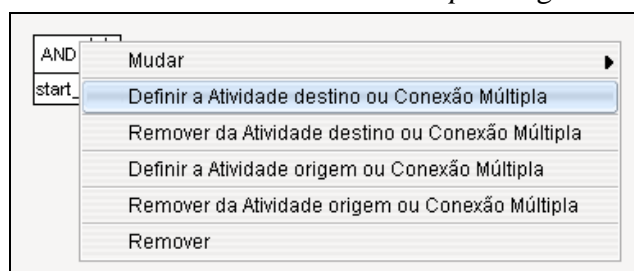 AND
start_
Mudar
Definir a Atividade destino ou Conexão Múltipla
Remover da Atividade destino ou Conexão Múltipla
Definir a Atividade origem ou Conexão Múltipla
Remover da Atividade origem ou Conexão Múltipla
Remover